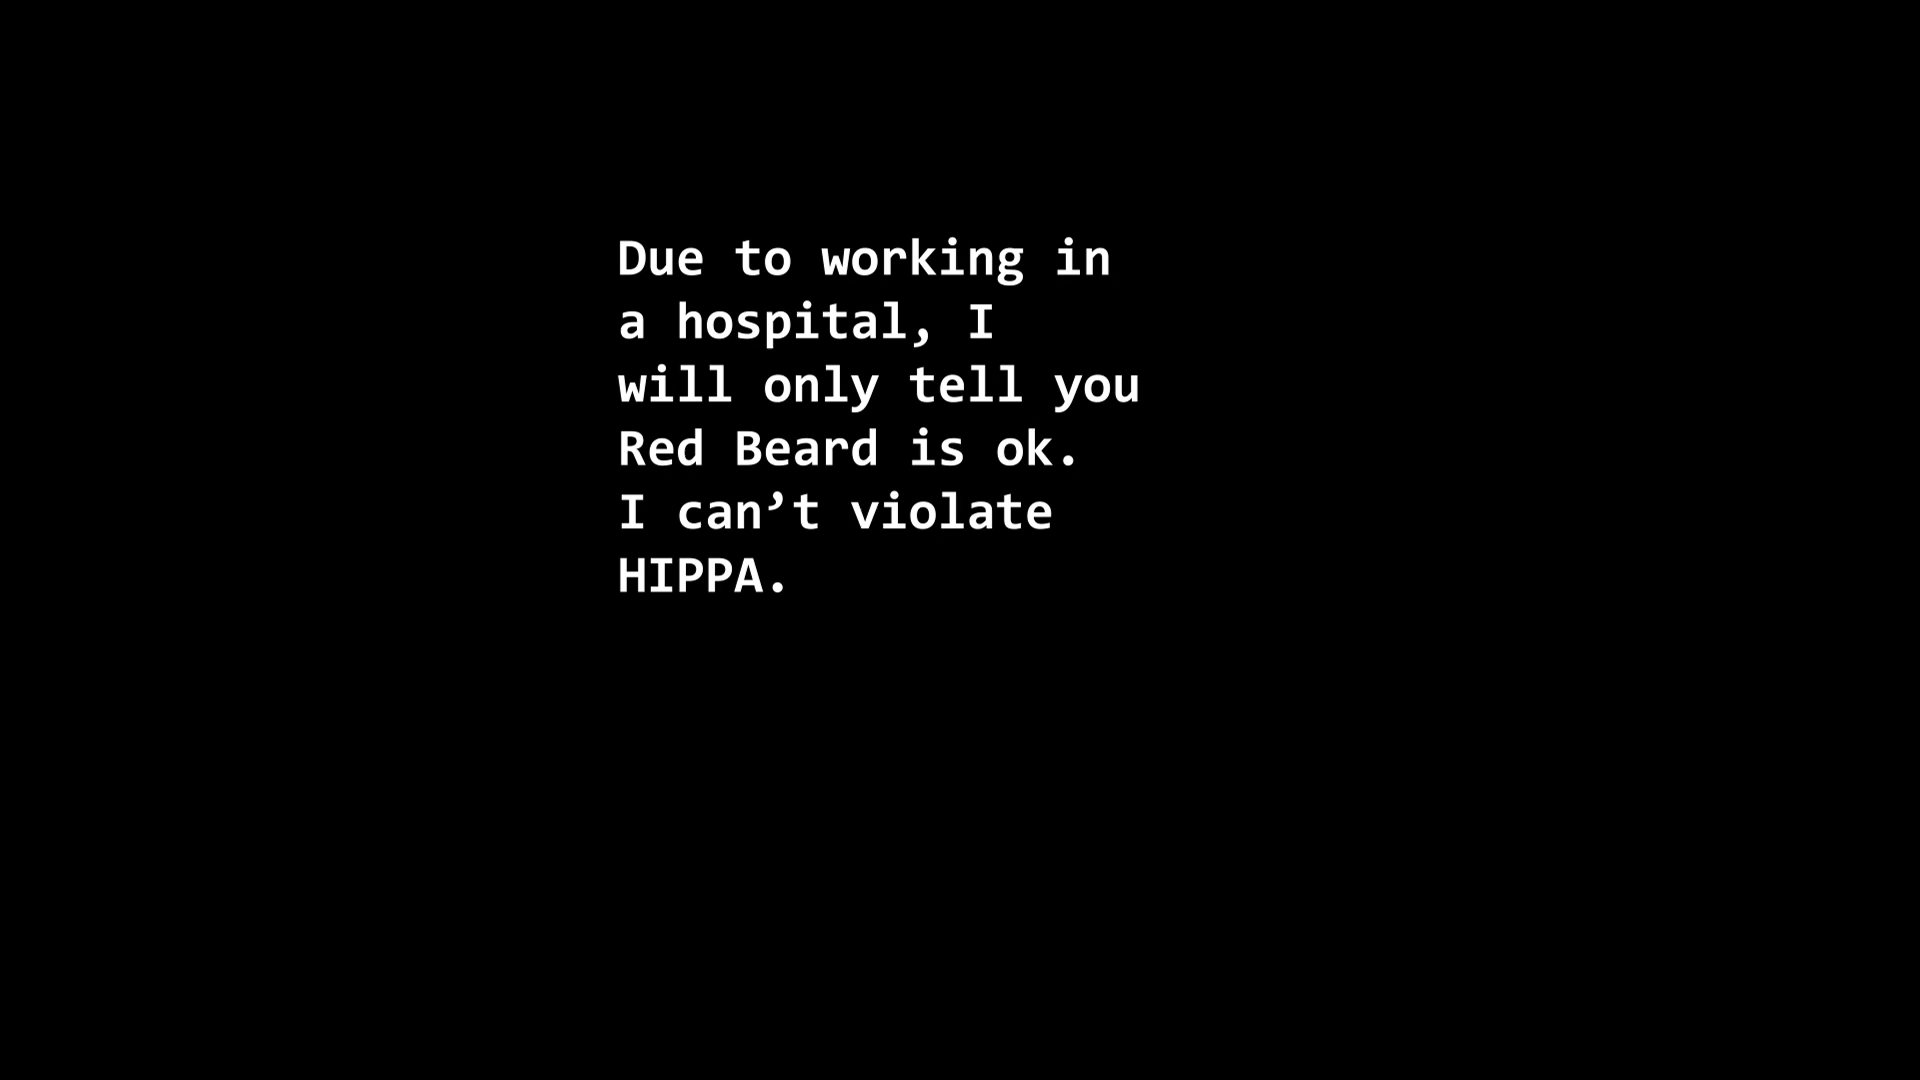 Due to working in
a hospital, I
will only tell you
Red Beard is ok.
I can’t violate
HIPPA.